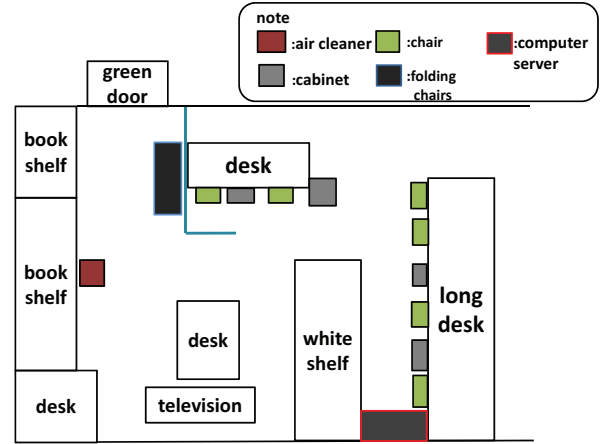 note
:air cleaner
:chair
:computer
server
:cabinet
:folding
chairs
green
door
book
shelf
desk
book
shelf
long
desk
desk
white
shelf
desk
television